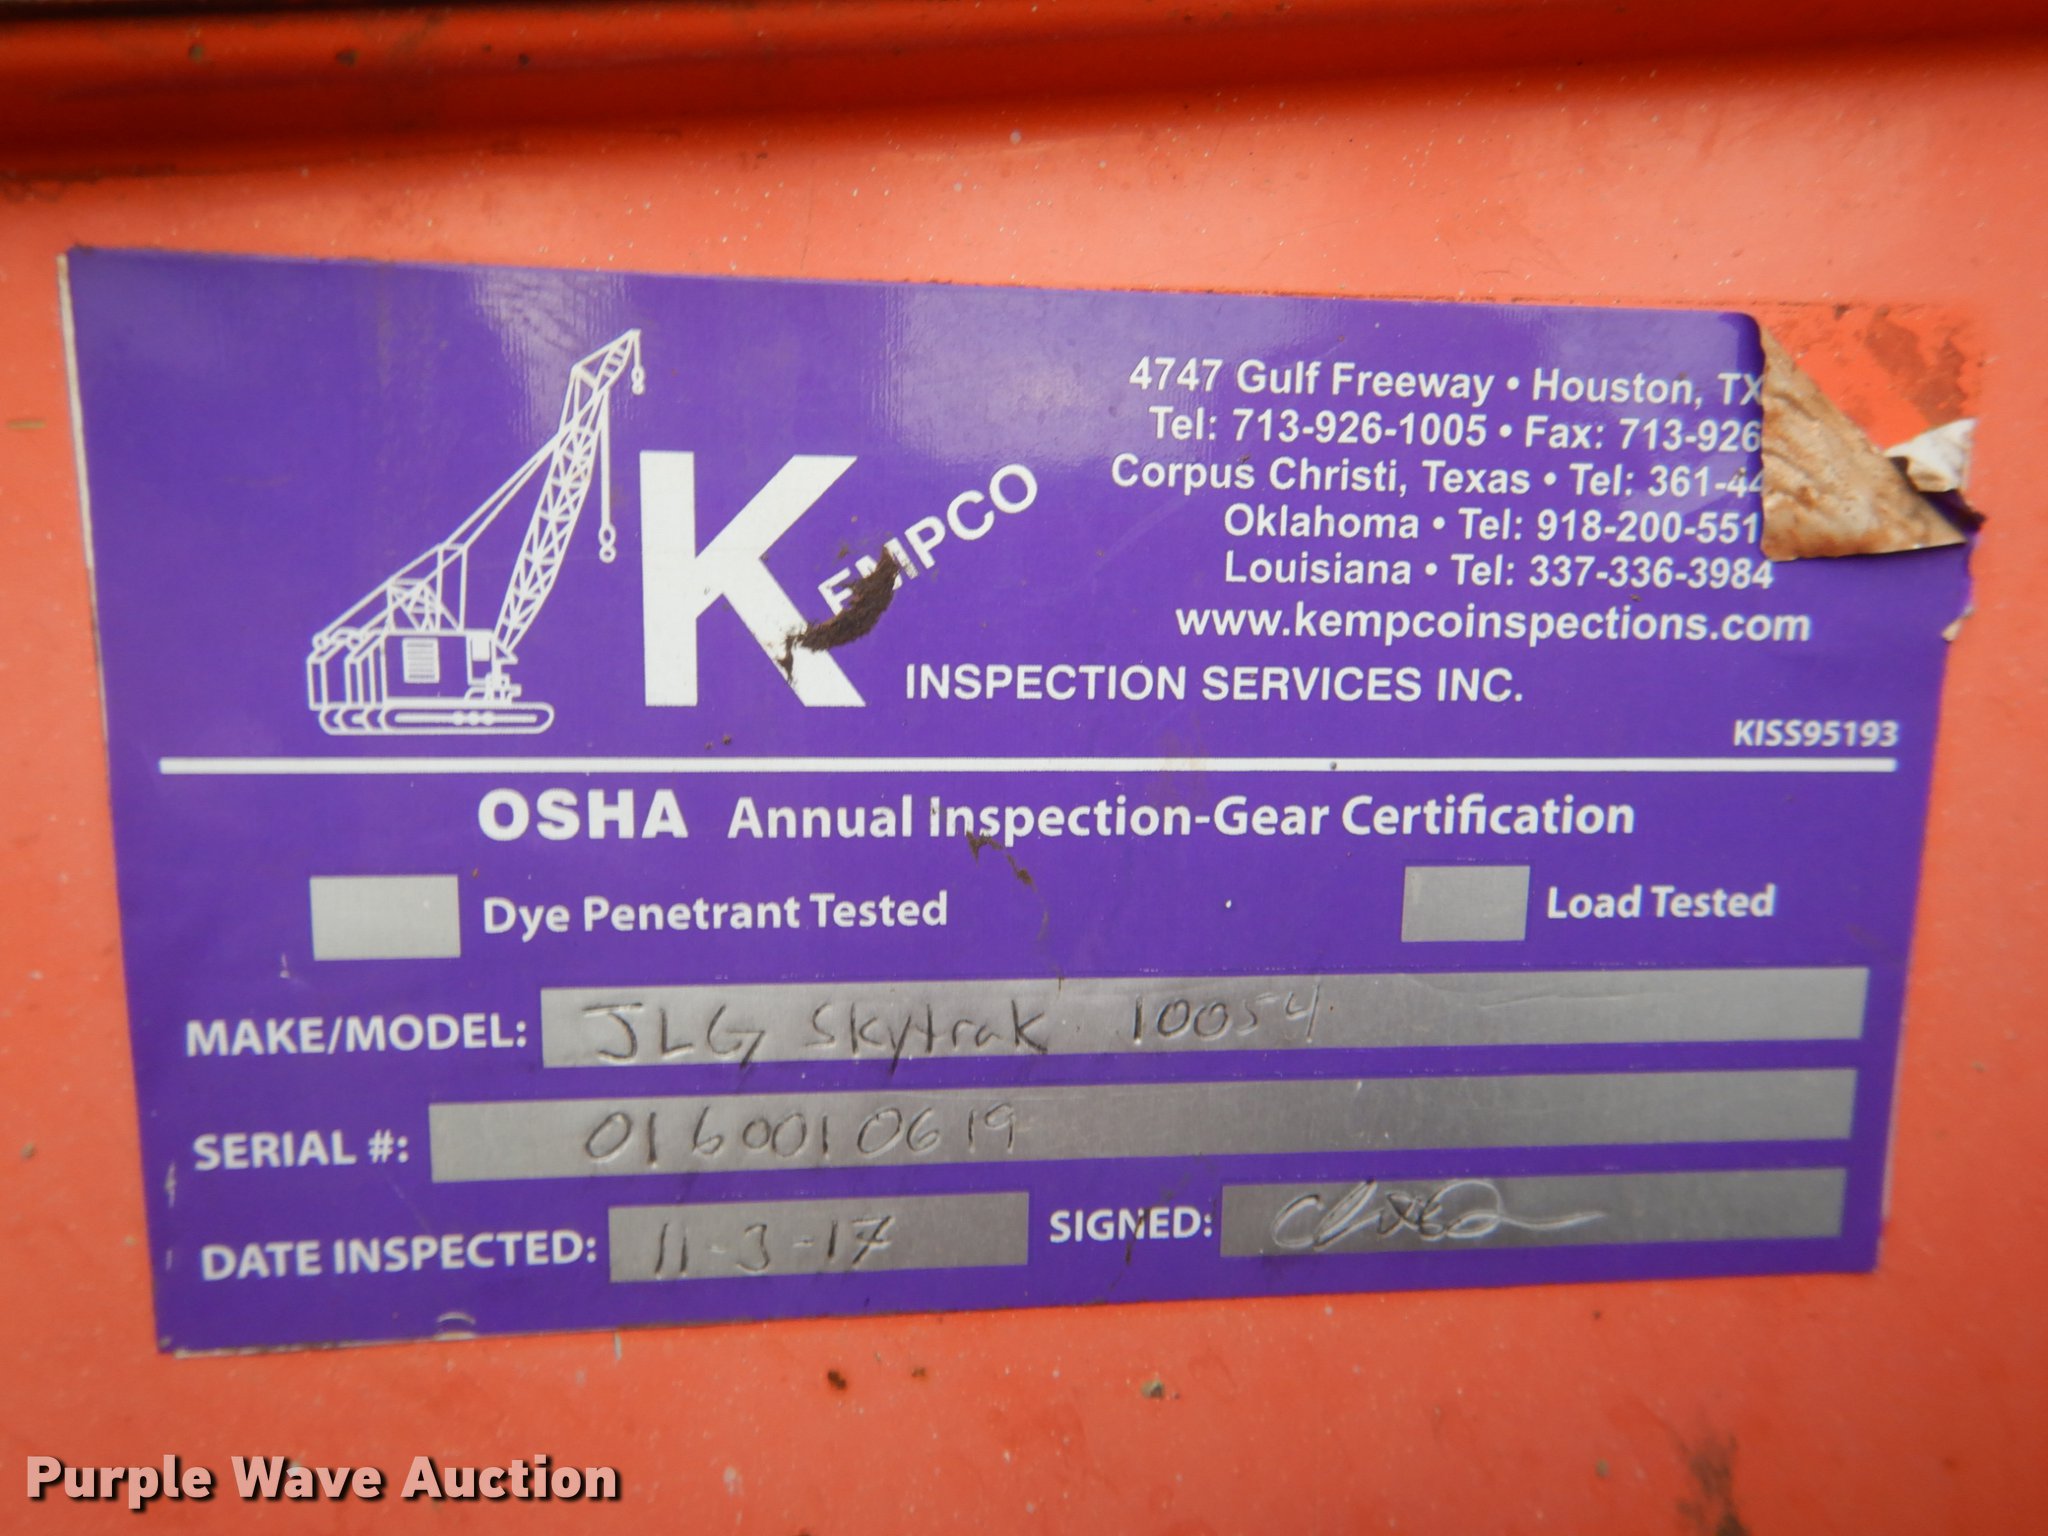 4747 Gulf Freeway • Houston, TX
Tel: 713-926-1005 • Fax: 713-926
Corpus Christi, Texas • Tel: 361-44
Oklahoma • Tel: 918-200-551
Louisiana • Tel: 337-336-3984
www.kempcoinspections.com
KEMPCO
INSPECTION SERVICES INC.
KISS95193
OSHA Annual Inspection-Gear Certification
Dye Penetrant Tested
Load Tested
MAKE/MODEL: JLG Skytrak 10054
SERIAL #: 0160010619
DATE INSPECTED: 11-3-17 SIGNED:
Purple Wave Auction